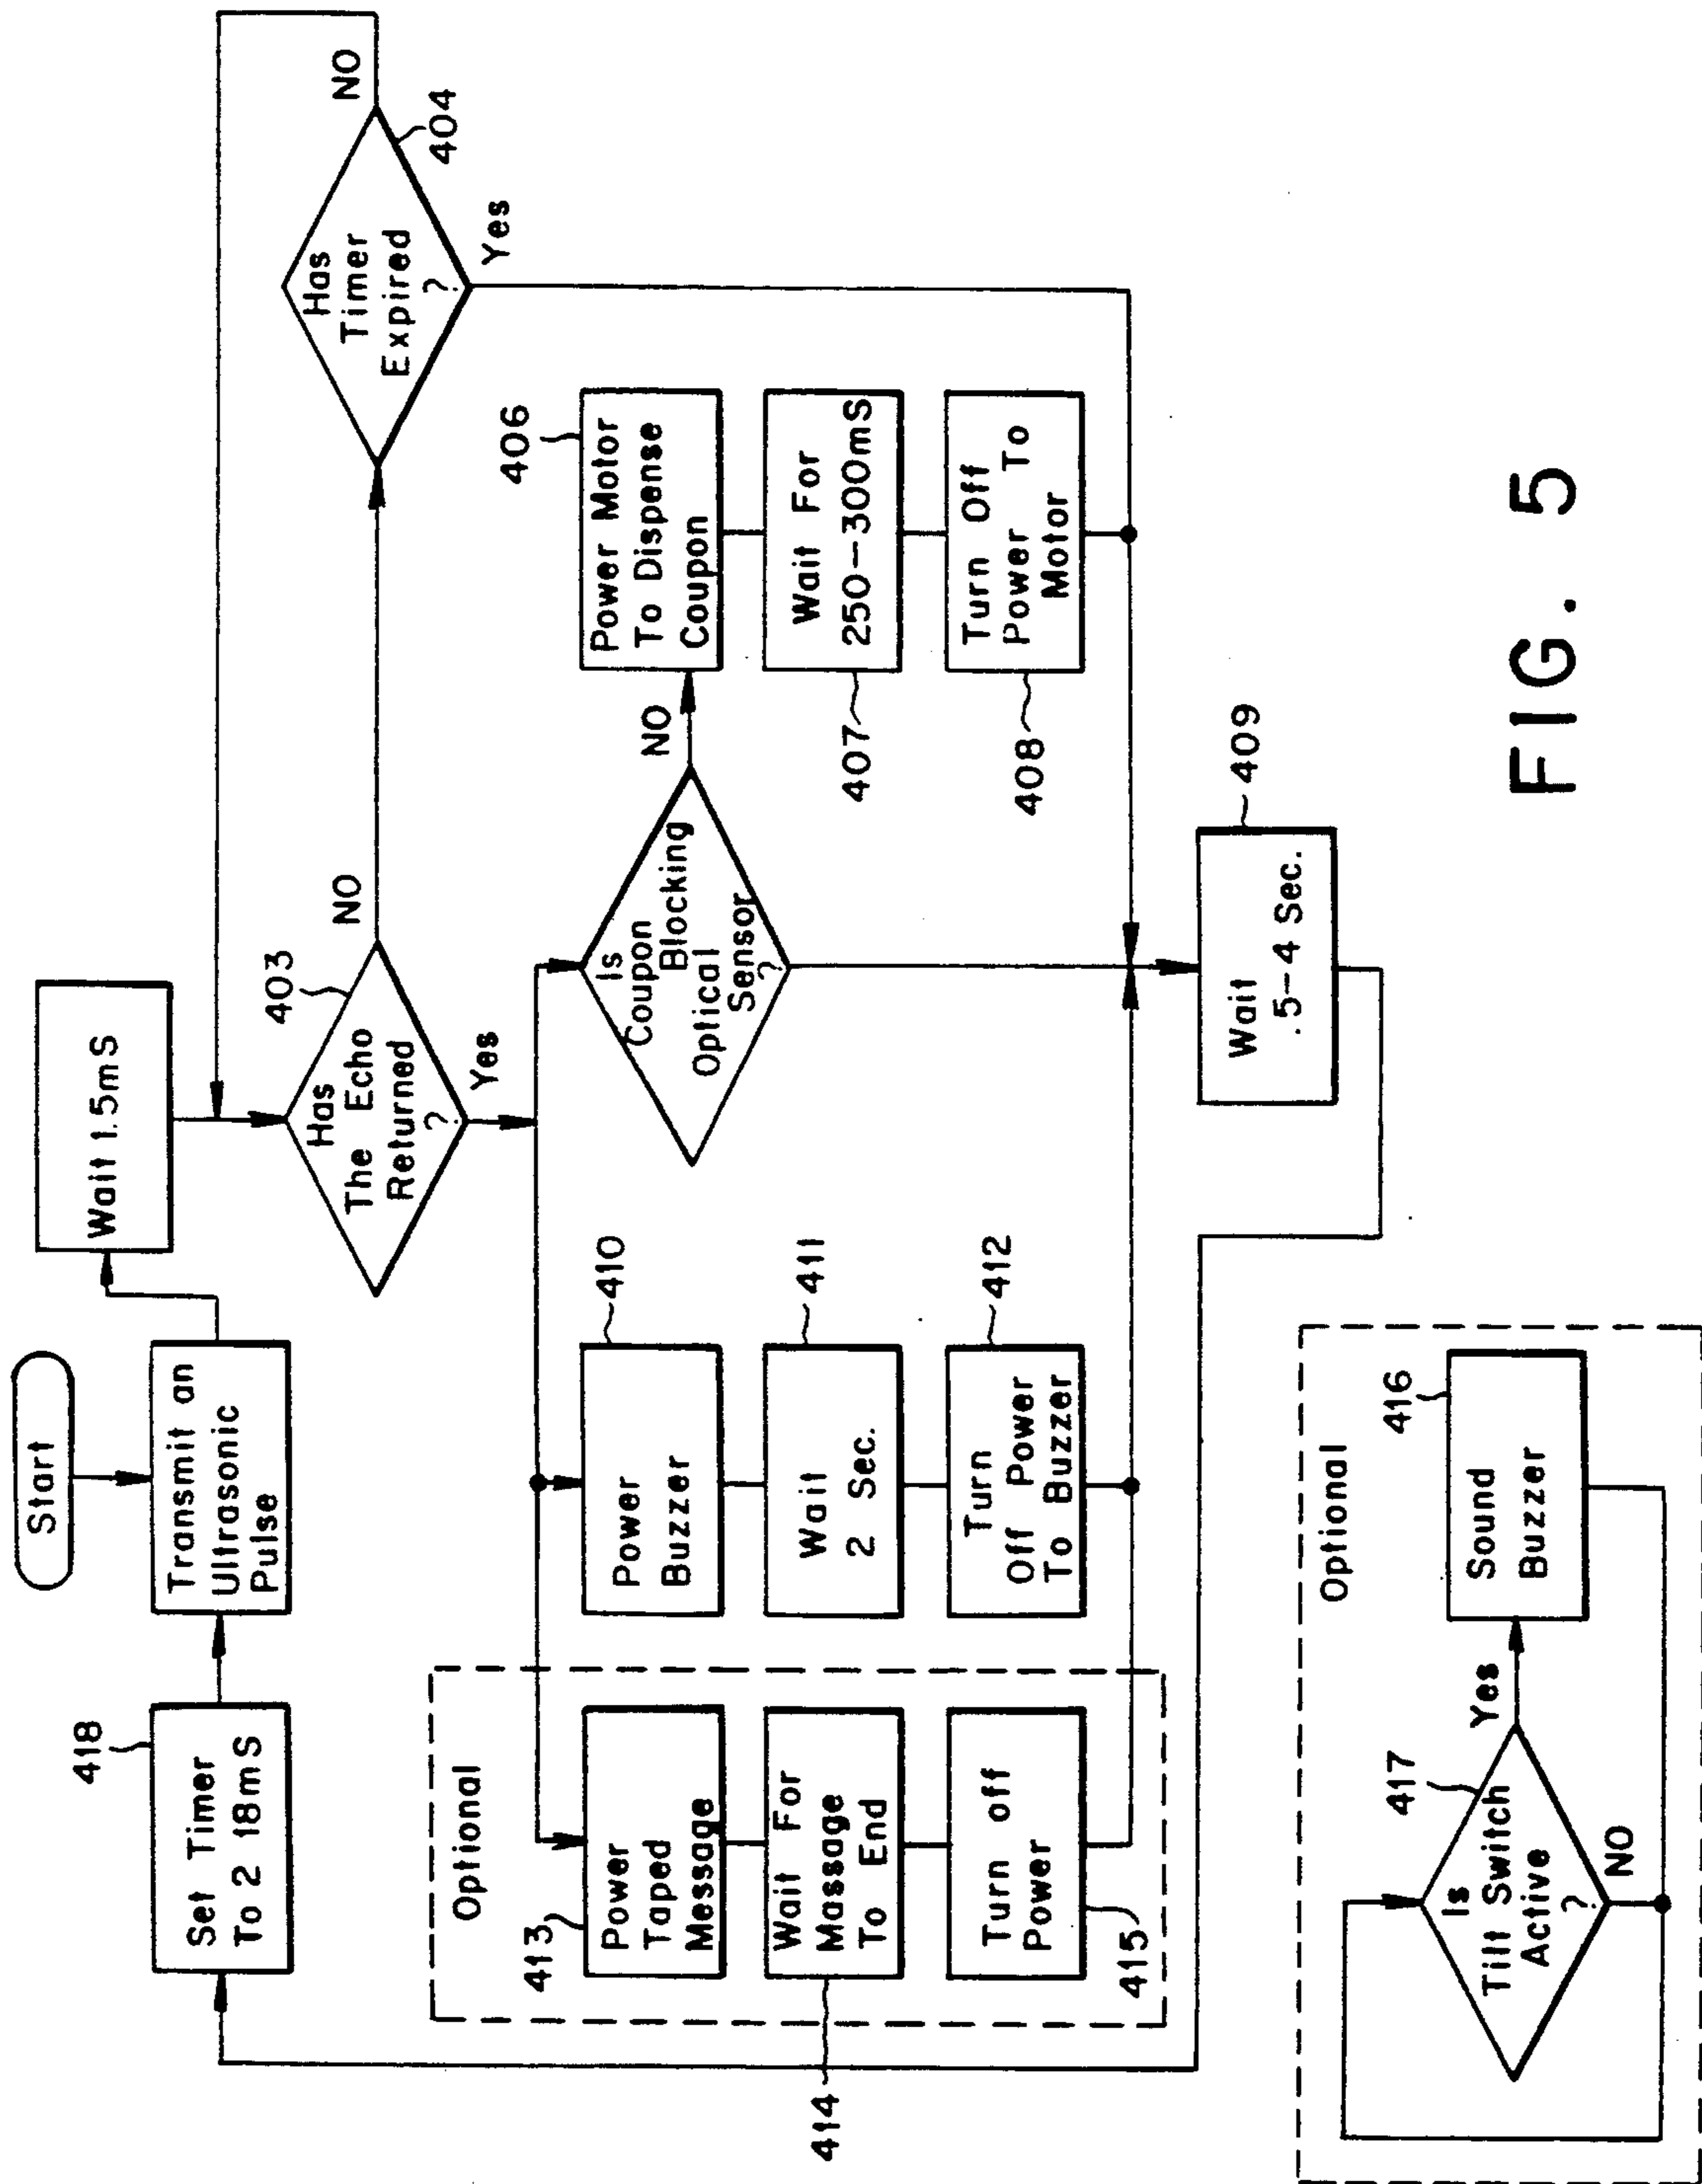 Start
418
Set Timer
To 2 18mS
Transmit an
Ultrasonic
Pulse
Wait 1.5mS
403
Has
The Echo
Returned
?
NO
Yes
Has
Timer
Expired
?
NO
404
Yes
Optional
413
Power
Taped
Message
414
Wait For
Massage
To End
Turn off
Power
415
410
Power
Buzzer
411
Wait
2 Sec.
412
Turn
Off Power
To Buzzer
Is
Coupon
Blocking
Optical
Sensor
?
NO
406
Power Motor
To Dispense
Coupon
Wait For
250-300mS
407
Turn Off
Power To
Motor
408
409
Wait
.5-4 Sec.
Optional
417
Is
Tilt Switch
Active
?
Yes
NO
416
Sound
Buzzer
FIG. 5